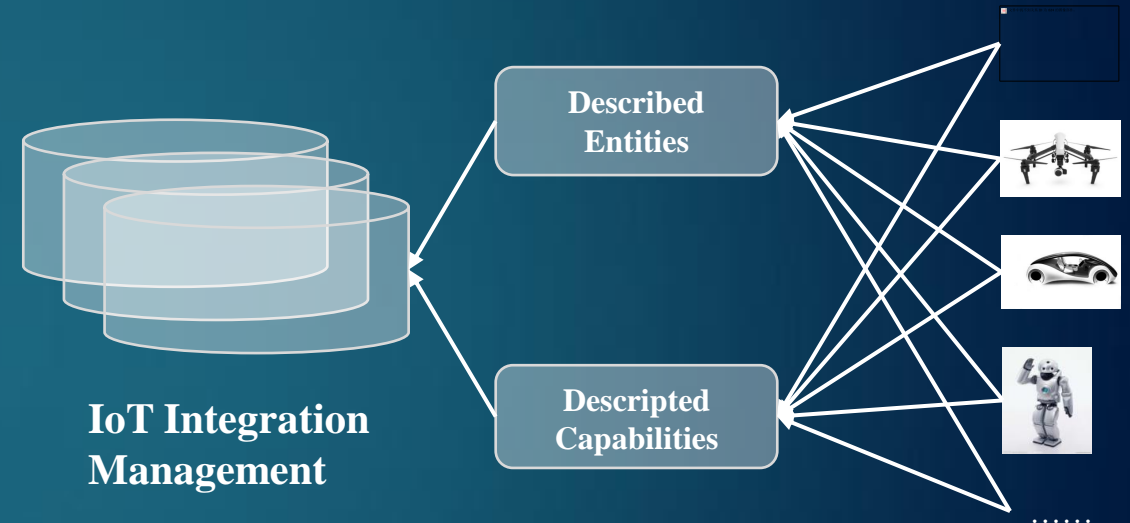 Described
Entities
Descripted
Capabilities
IoT Integration
Management
......